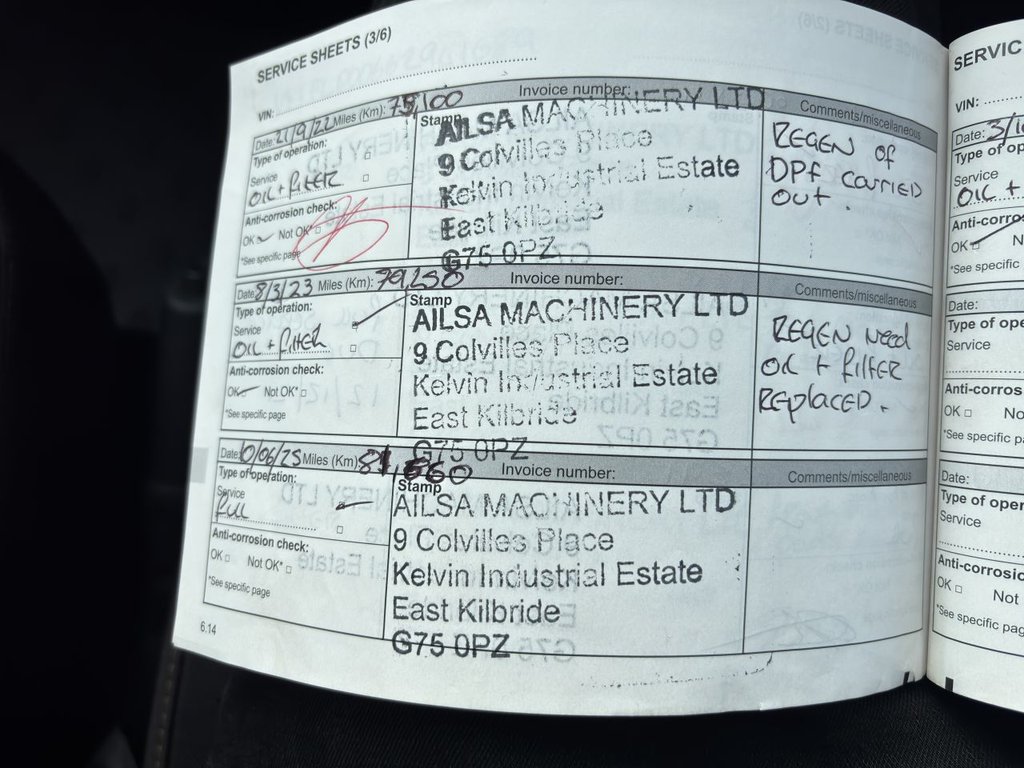 SERVICE SHEETS (3/6)
VIN:
Date: 21/9/22 Miles (Km): 75,100 Invoice number:
Type of operation:
Service
OIL + FILTER
Anti-corrosion check:
OK Not OK*
*See specific page
Stamp
AILSA MACHINERY LTD
9 Colvilles Place
Kelvin Industrial Estate
East Kilbride
G75 0PZ
Comments/miscellaneous
REGEN OF
DPF CARRIED
OUT.
Date: 8/3/23 Miles (Km): 79,258 Invoice number:
Type of operation:
Service
OIL + FILTER
Anti-corrosion check:
OK Not OK*
*See specific page
Stamp
AILSA MACHINERY LTD
9 Colvilles Place
Kelvin Industrial Estate
East Kilbride
G75 0PZ
Comments/miscellaneous
REGEN NEED
OIL + FILTER
REPLACED.
Date: 10/06/25 Miles (Km): 81,660 Invoice number:
Type of operation:
Service
FULL
Anti-corrosion check:
OK Not OK*
*See specific page
Stamp
AILSA MACHINERY LTD
9 Colvilles Place
Kelvin Industrial Estate
East Kilbride
G75 0PZ
Comments/miscellaneous
6.14
SERVIC
VIN:
Date: 3/1
Type of op
Service
OIL +
Anti-corro
OK N
*See specific
Date:
Type of ope
Service
Anti-corros
OK No
*See specific p
Date:
Type of oper
Service
Anti-corrosio
OK Not
*See specific pag